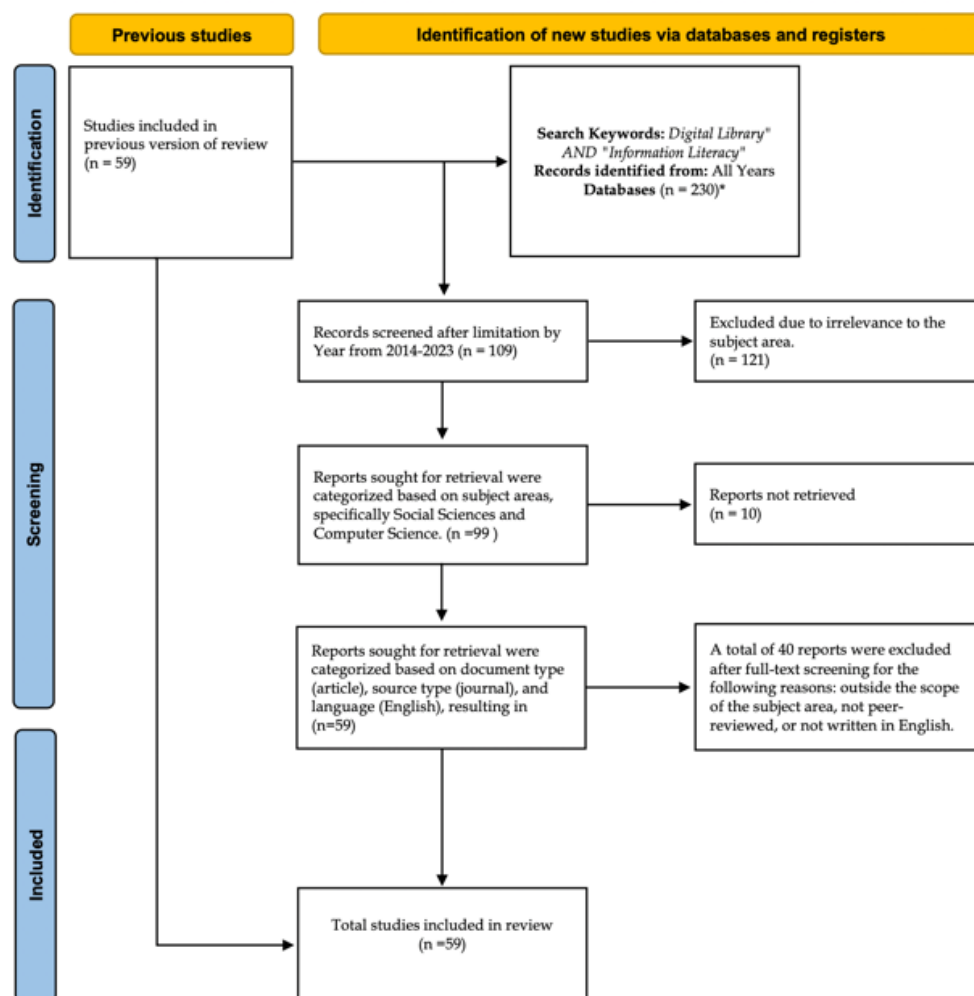 Previous studies
Identification of new studies via databases and registers
Identification
Studies included in
previous version of review
(n = 59)
Search Keywords: Digital Library"
AND "Information Literacy"
Records identified from: All Years
Databases (n = 230)*
Screening
Records screened after limitation by
Year from 2014-2023 (n = 109)
Excluded due to irrelevance to the
subject area.
(n = 121)
Reports sought for retrieval were
categorized based on subject areas,
specifically Social Sciences and
Computer Science. (n =99 )
Reports not retrieved
(n = 10)
Reports sought for retrieval were
categorized based on document type
(article), source type (journal), and
language (English), resulting in
(n=59)
A total of 40 reports were excluded
after full-text screening for the
following reasons: outside the scope
of the subject area, not peer-
reviewed, or not written in English.
Included
Total studies included in review
(n =59)